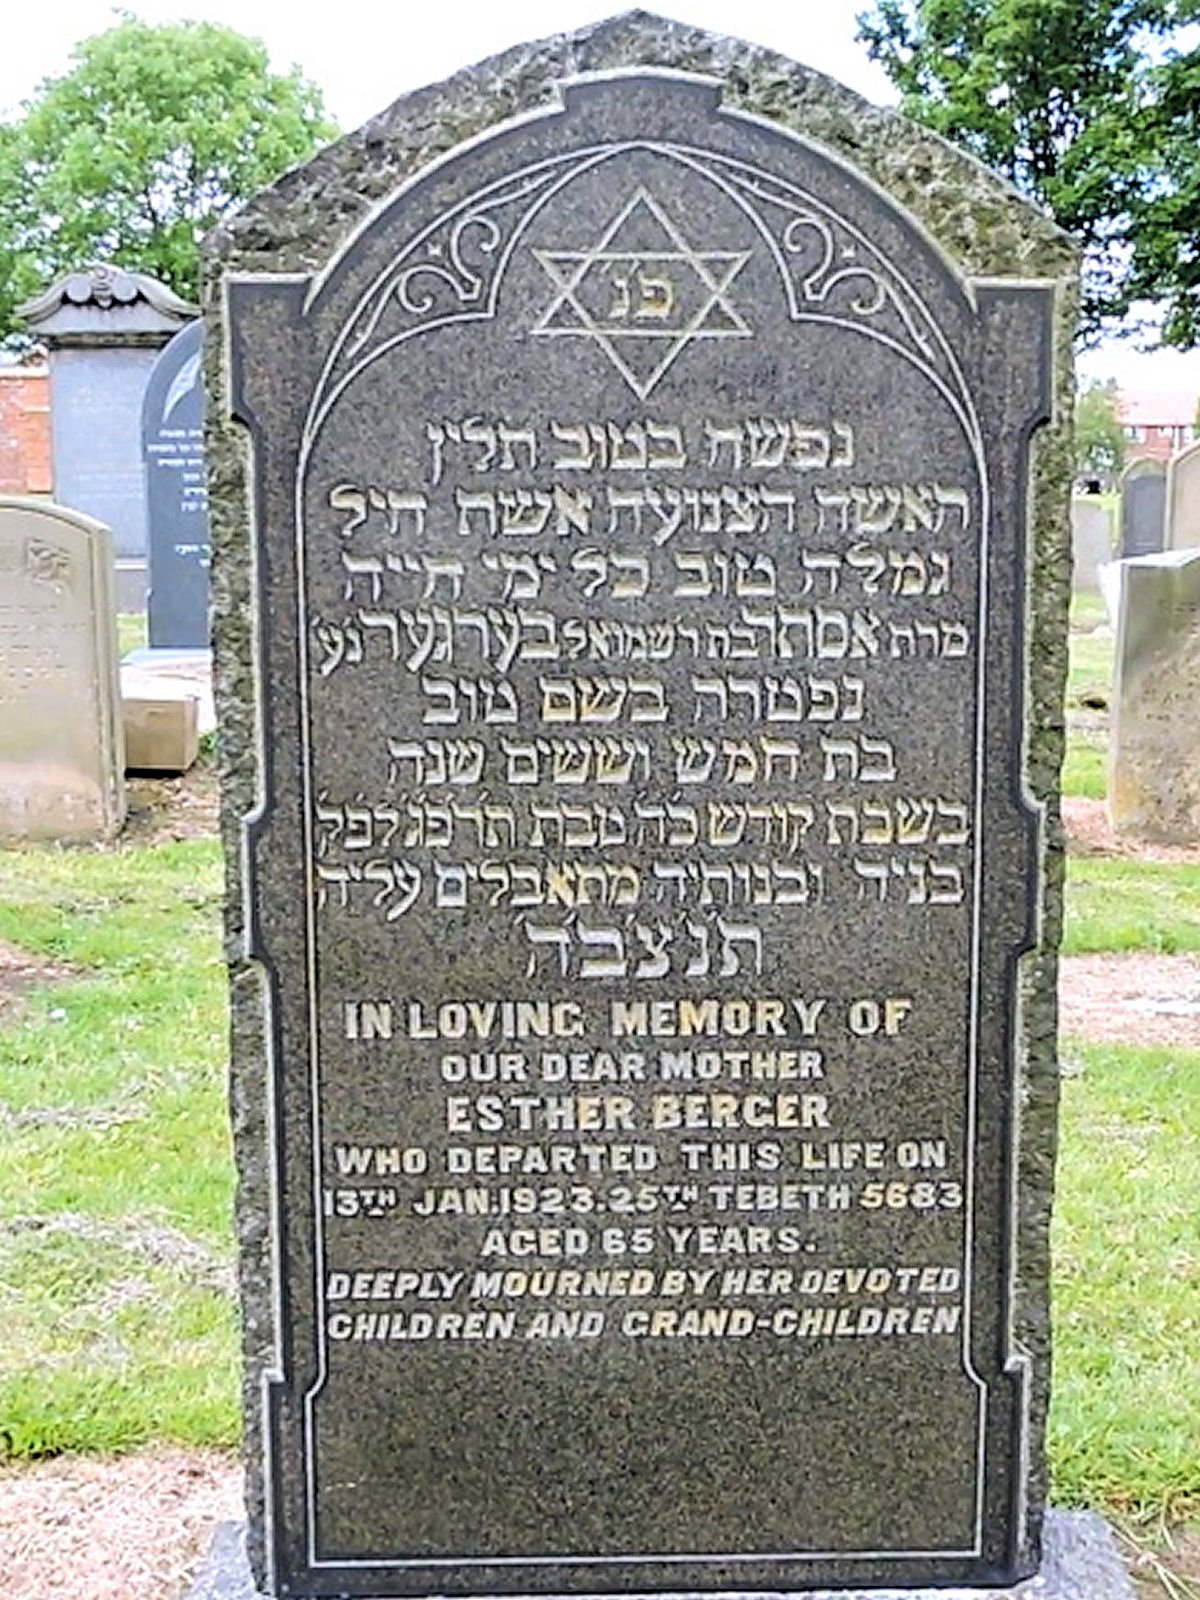 פ'נ'
נפשה בטוב תלין
האשה הצנועה אשת חיל
גמלה טוב כל ימי חייה
מרת אסתר בת ר' שמואל בערגער נ'ע'
נפטרה בשם טוב
בת חמש וששים שנה
בשבת קודש כ'ה' טבת תרפ'ג' לפ'ק'
בניה ובנותיה מתאבלים עליה
ת'נ'צ'ב'ה'
IN LOVING MEMORY OF
OUR DEAR MOTHER
ESTHER BERGER
WHO DEPARTED THIS LIFE ON
13TH JAN. 1923. 25TH TEBETH 5683
AGED 65 YEARS.
DEEPLY MOURNED BY HER DEVOTED
CHILDREN AND GRAND-CHILDREN